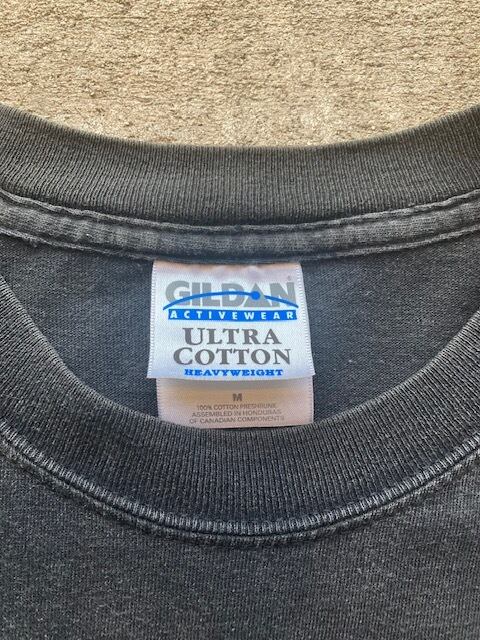 GILDAN®
ACTIVEWEAR
ULTRA
COTTON
HEAVYWEIGHT
M
100% COTTON PRESHRUNK
ASSEMBLED IN HONDURAS
OF CANADIAN COMPONENTS